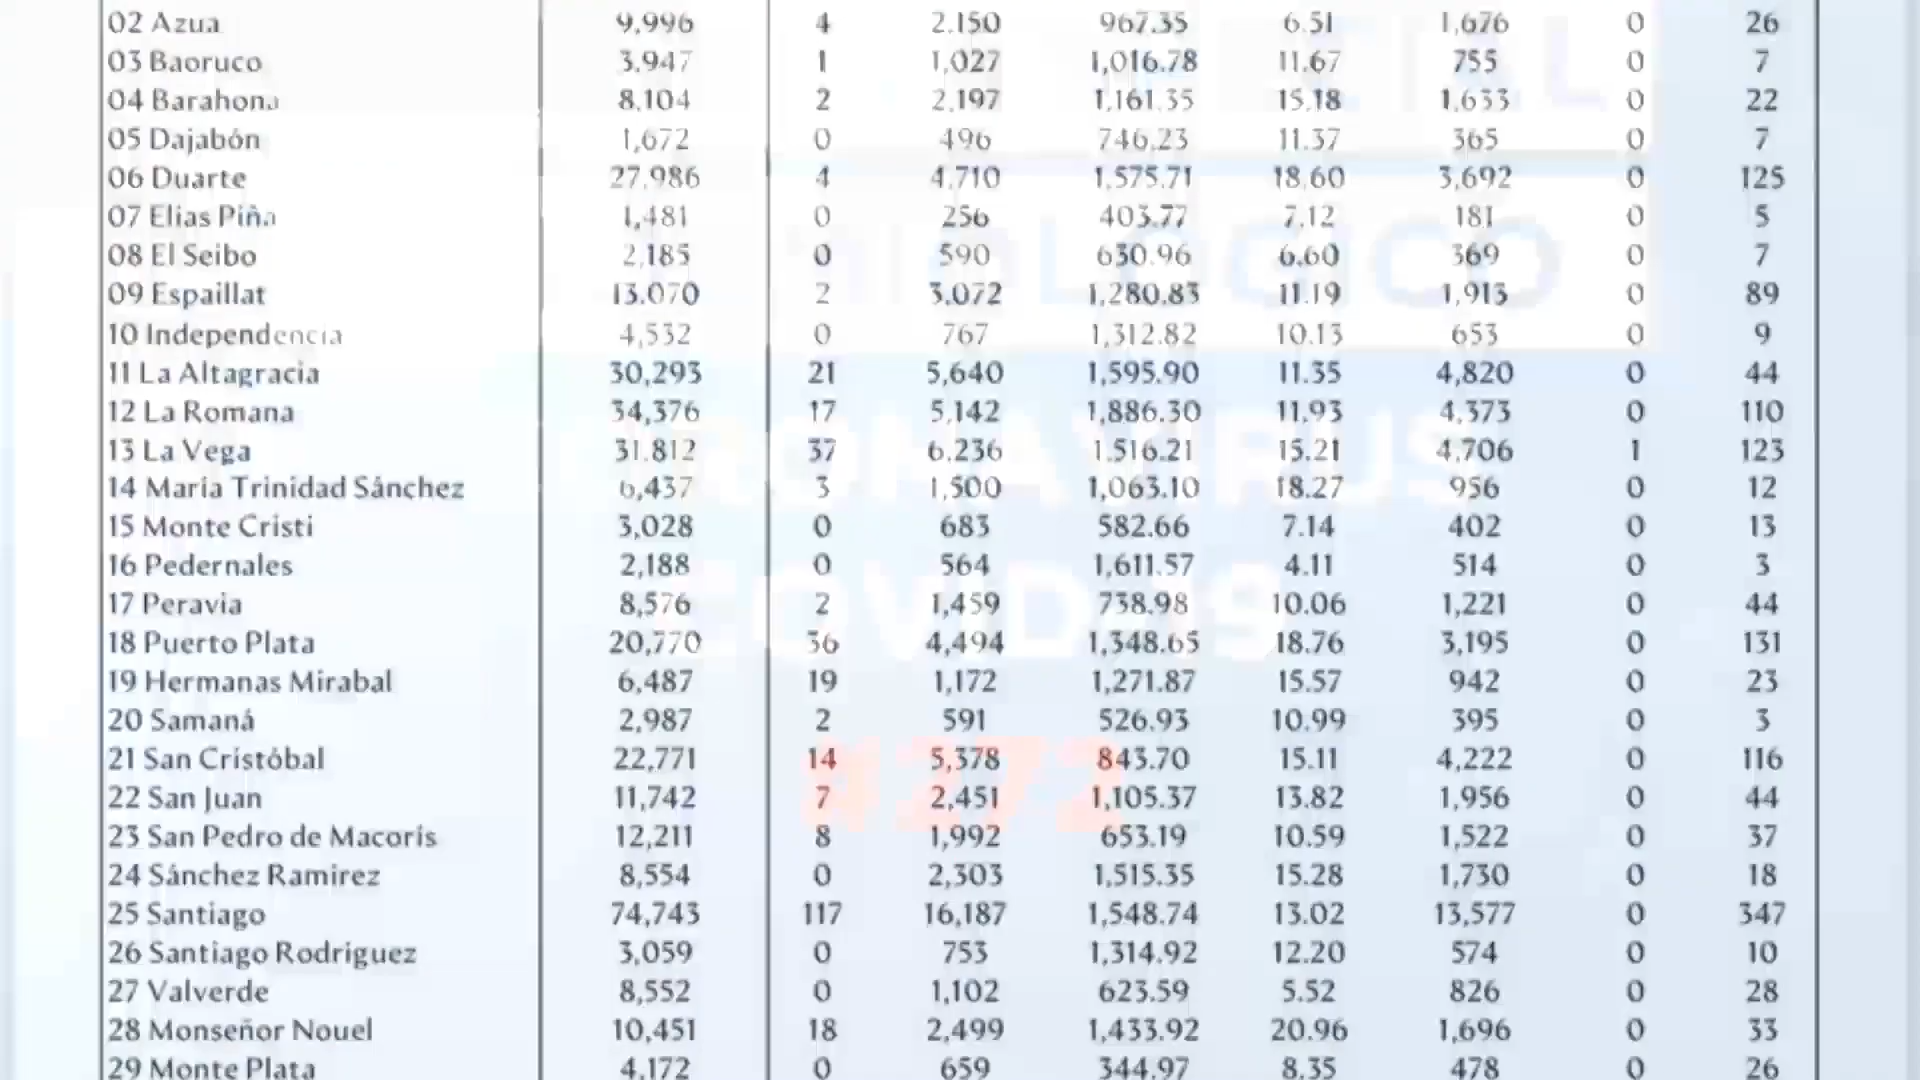 02 Azua 9,996 4 2.150 967.35 6.51 1,676 0 26
03 Baoruco 3,947 1 1,027 1,016.78 11.67 755 0 7
04 Barahona 8,104 2 2,197 1,161.35 15.18 1,633 0 22
05 Dajabón 1,672 0 496 746.23 11.37 365 0 7
06 Duarte 27,986 4 4,710 1,575.71 18.60 3,692 0 125
07 Elias Piña 1,481 0 256 403.77 7.12 181 0 5
08 El Seibo 2,185 0 590 630.96 6.60 369 0 7
09 Espaillat 13,070 2 3,072 1,280.83 11.19 1,913 0 89
10 Independencia 4,532 0 767 1,312.82 10.13 653 0 9
11 La Altagracia 30,293 21 5,640 1,595.90 11.35 4,820 0 44
12 La Romana 34,376 17 5,142 1,886.30 11.93 4,373 0 110
13 La Vega 31,812 37 6,236 1,516.21 15.21 4,706 1 123
14 María Trinidad Sánchez 6,437 3 1,500 1,063.10 18.27 956 0 12
15 Monte Cristi 3,028 0 683 582.66 7.14 402 0 13
16 Pedernales 2,188 0 564 1,611.57 4.11 514 0 3
17 Peravia 8,576 2 1,459 738.98 10.06 1,221 0 44
18 Puerto Plata 20,770 36 4,494 1,348.65 18.76 3,195 0 131
19 Hermanas Mirabal 6,487 19 1,172 1,271.87 15.57 942 0 23
20 Samaná 2,987 2 591 526.93 10.99 395 0 3
21 San Cristóbal 22,771 14 5,378 843.70 15.11 4,222 0 116
22 San Juan 11,742 7 2,451 1,105.37 13.82 1,956 0 44
23 San Pedro de Macorís 12,211 8 1,992 653.19 10.59 1,522 0 37
24 Sánchez Ramírez 8,554 0 2,303 1,515.35 15.28 1,730 0 18
25 Santiago 74,743 117 16,187 1,548.74 13.02 13,577 0 347
26 Santiago Rodríguez 3,059 0 753 1,314.92 12.20 574 0 10
27 Valverde 8,552 0 1,102 623.59 5.52 826 0 28
28 Monseñor Nouel 10,451 18 2,499 1,433.92 20.96 1,696 0 33
29 Monte Plata 4,172 0 659 344.97 8.35 478 0 26
RONAVIRUS
COVID-19
#272